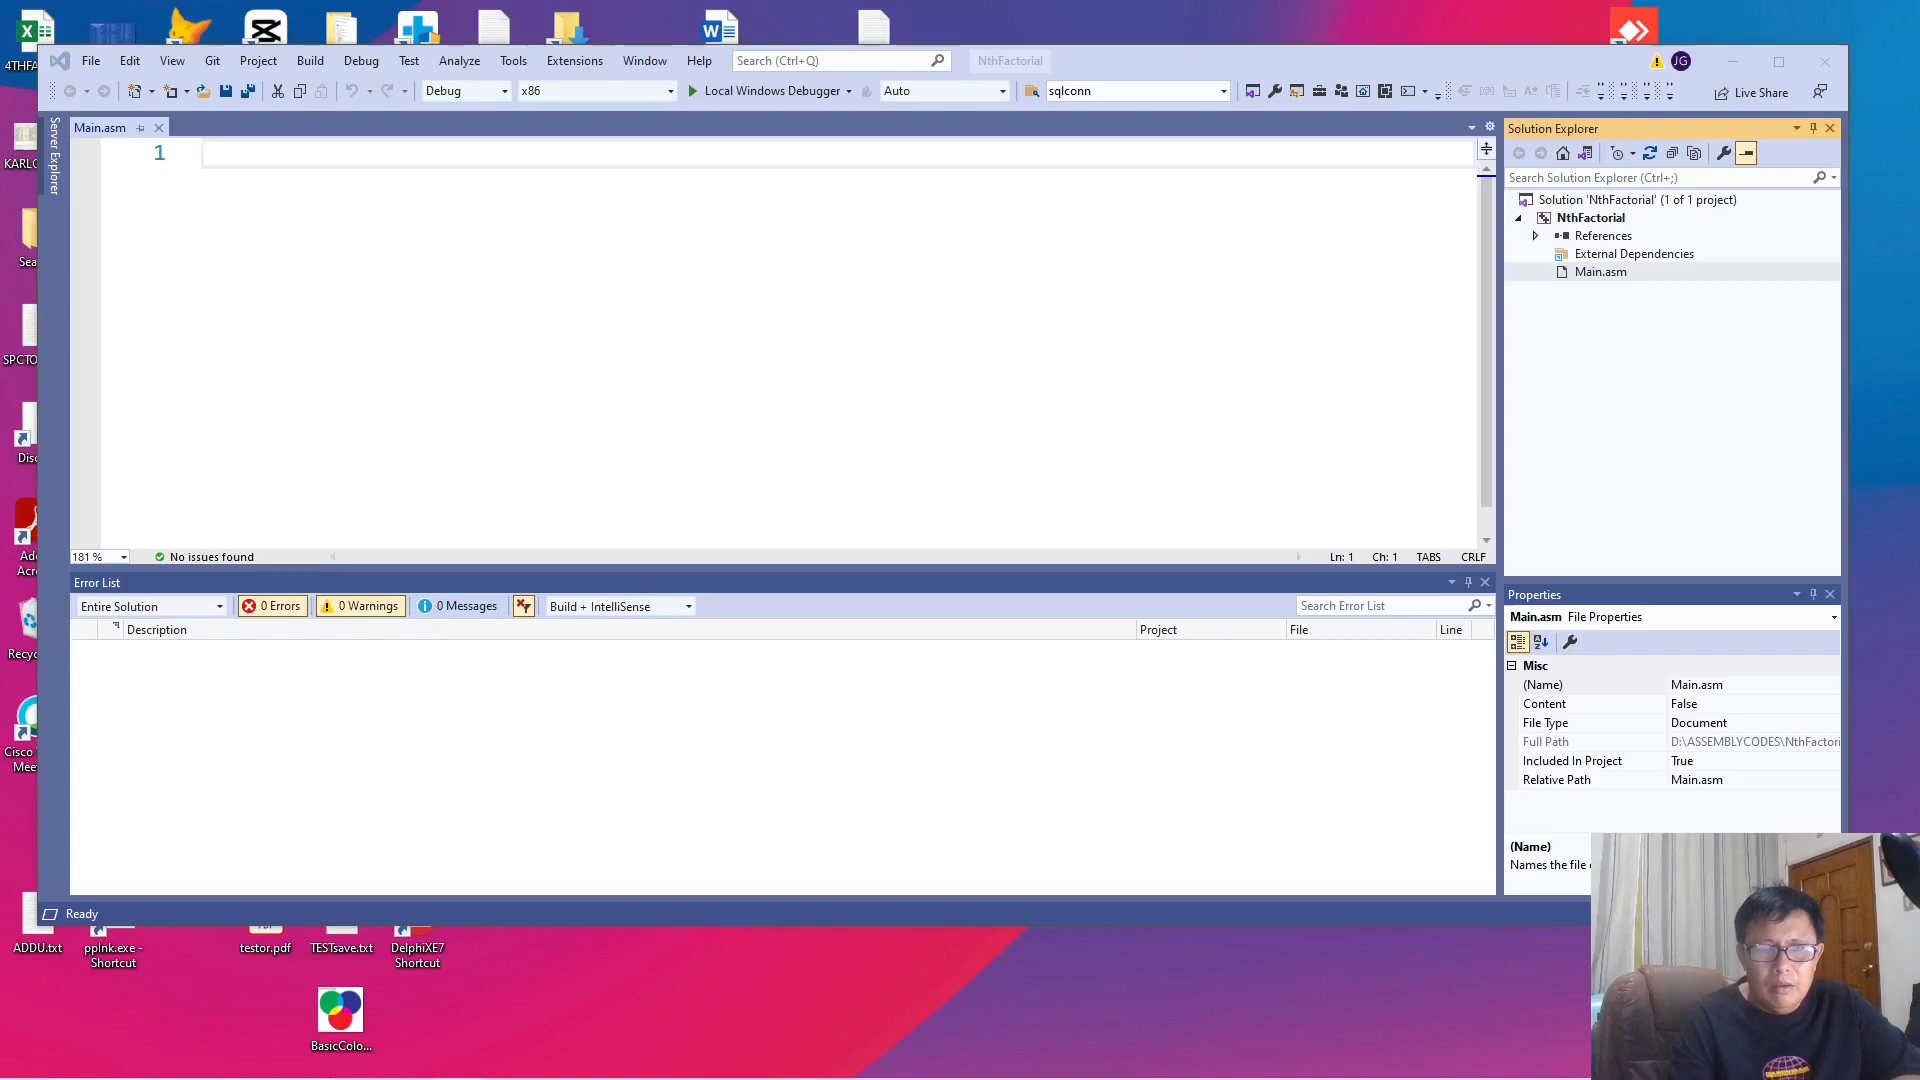 File Edit View Git Project Build Debug Test Analyze Tools Extensions Window Help Search (Ctrl+Q) NthFactorial JG
Debug x86 Local Windows Debugger Auto sqlconn Live Share
Server Explorer
Main.asm
1
181 % No issues found Ln: 1 Ch: 1 TABS CRLF
Error List
Entire Solution 0 Errors 0 Warnings 0 Messages Build + IntelliSense Search Error List
Description Project File Line
Ready
Solution Explorer
Search Solution Explorer (Ctrl+;)
Solution 'NthFactorial' (1 of 1 project)
NthFactorial
References
External Dependencies
Main.asm
Properties
Main.asm File Properties
Misc
(Name) Main.asm
Content False
File Type Document
Full Path D:\ASSEMBLYCODES\NthFactori
Included In Project True
Relative Path Main.asm
(Name)
Names the file
4THFA
KARLO
Sea
SPCTO
Disc
Ado
Acro
Recyc
Cisco
Mee
ADDU.txt
pplnk.exe -
Shortcut
testor.pdf
TESTsave.txt
DelphiXE7
Shortcut
BasicColo...